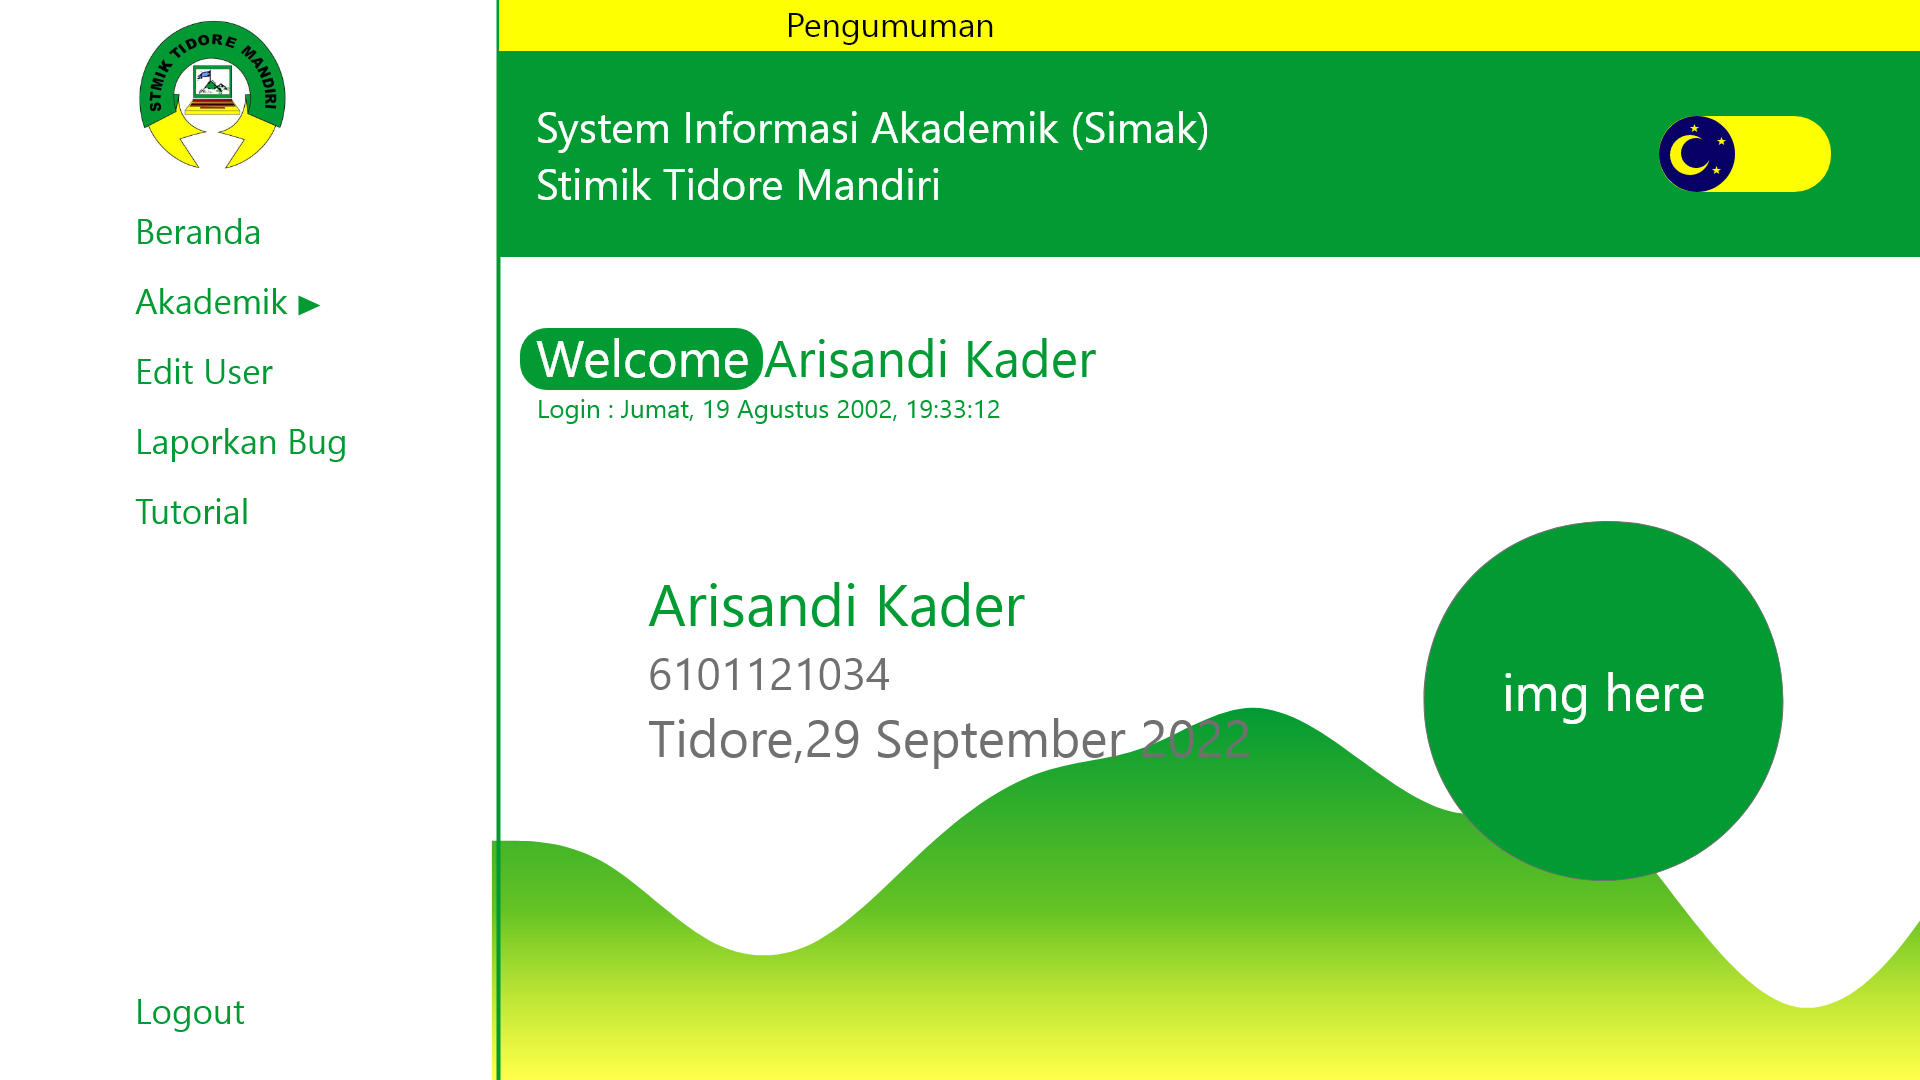 STMIK TIDORE MANDIRI
Beranda
Akademik ►
Edit User
Laporkan Bug
Tutorial
Logout
Pengumuman
System Informasi Akademik (Simak)
Stimik Tidore Mandiri
Welcome Arisandi Kader
Login : Jumat, 19 Agustus 2002, 19:33:12
Arisandi Kader
6101121034
Tidore,29 September 2022
img here